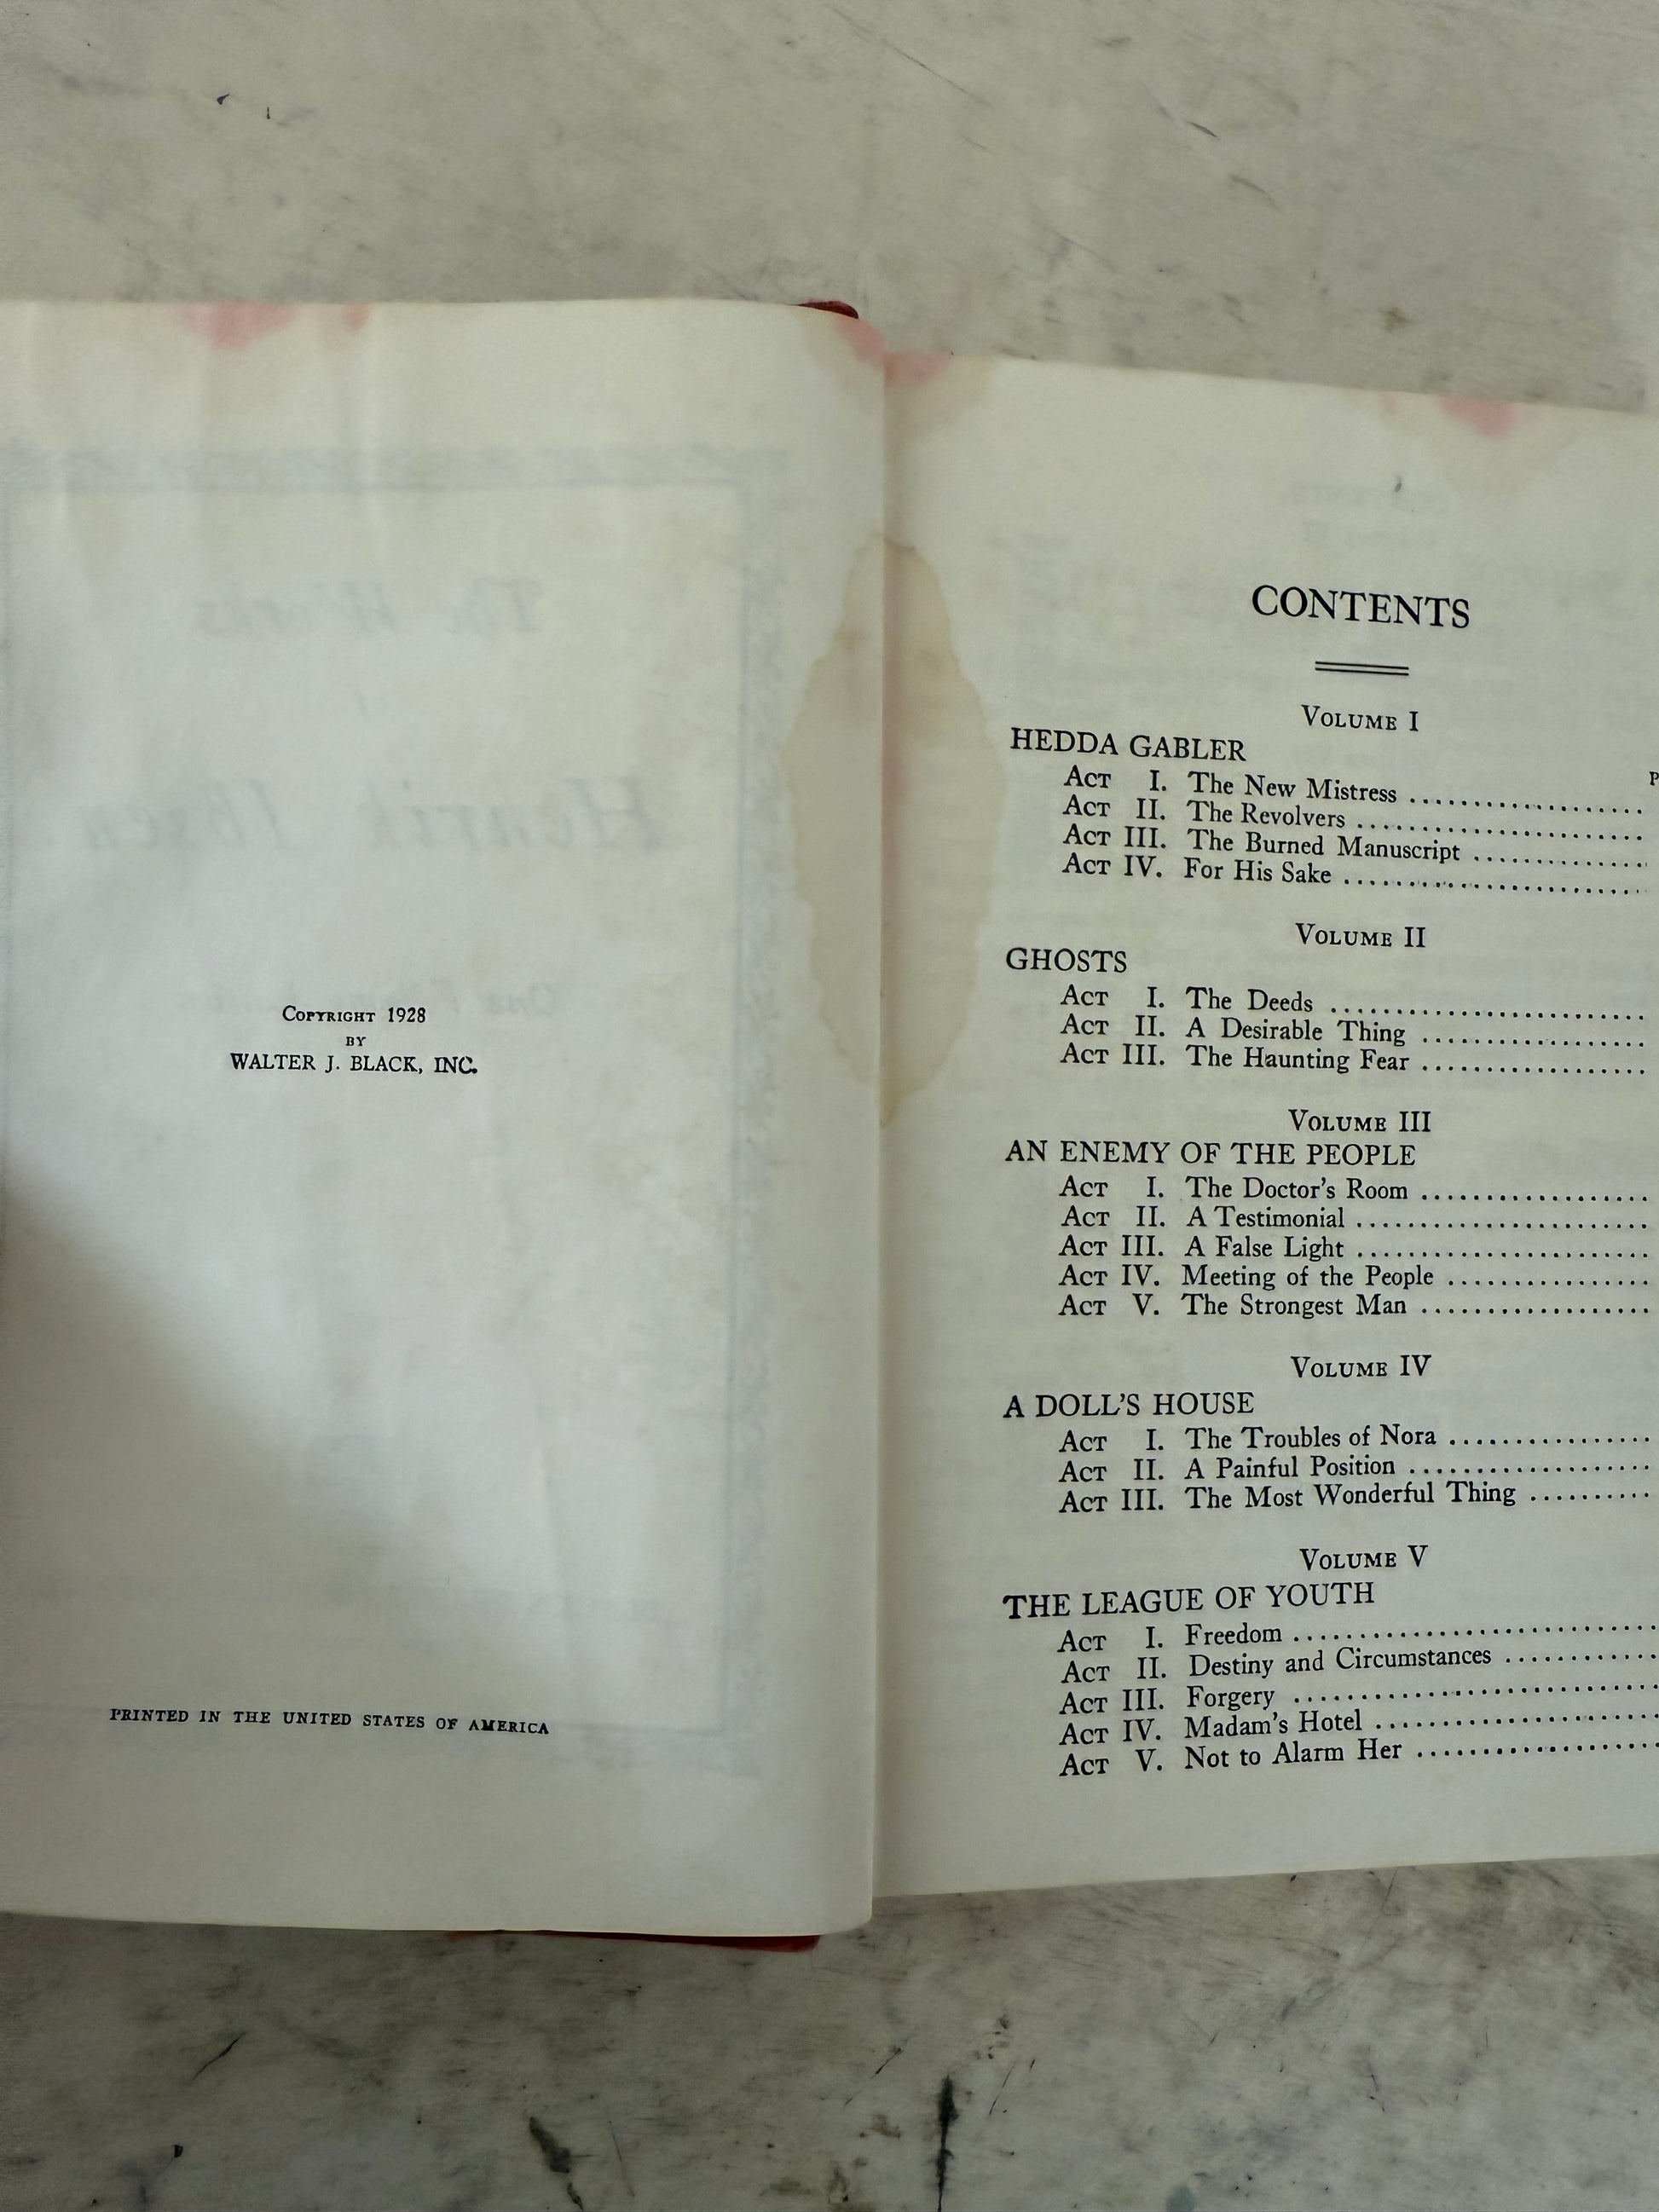 COPYRIGHT 1928
BY
WALTER J. BLACK, INC.
PRINTED IN THE UNITED STATES OF AMERICA
CONTENTS
VOLUME I
HEDDA GABLER
ACT I. The New Mistress
ACT II. The Revolvers
ACT III. The Burned Manuscript
ACT IV. For His Sake
VOLUME II
GHOSTS
ACT I. The Deeds
ACT II. A Desirable Thing
ACT III. The Haunting Fear
VOLUME III
AN ENEMY OF THE PEOPLE
ACT I. The Doctor's Room
ACT II. A Testimonial
ACT III. A False Light
ACT IV. Meeting of the People
ACT V. The Strongest Man
VOLUME IV
A DOLL'S HOUSE
ACT I. The Troubles of Nora
ACT II. A Painful Position
ACT III. The Most Wonderful Thing
VOLUME V
THE LEAGUE OF YOUTH
ACT I. Freedom
ACT II. Destiny and Circumstances
ACT III. Forgery
ACT IV. Madam's Hotel
ACT V. Not to Alarm Her